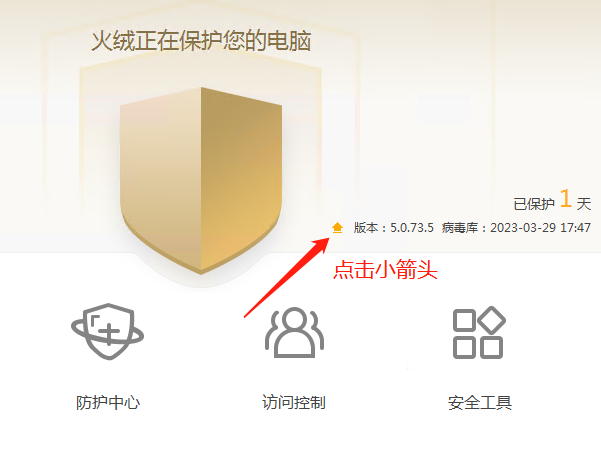 火绒正在保护您的电脑
已保护 1 天
版本：5.0.73.5 病毒库：2023-03-29 17:47
点击小箭头
防护中心 访问控制 安全工具